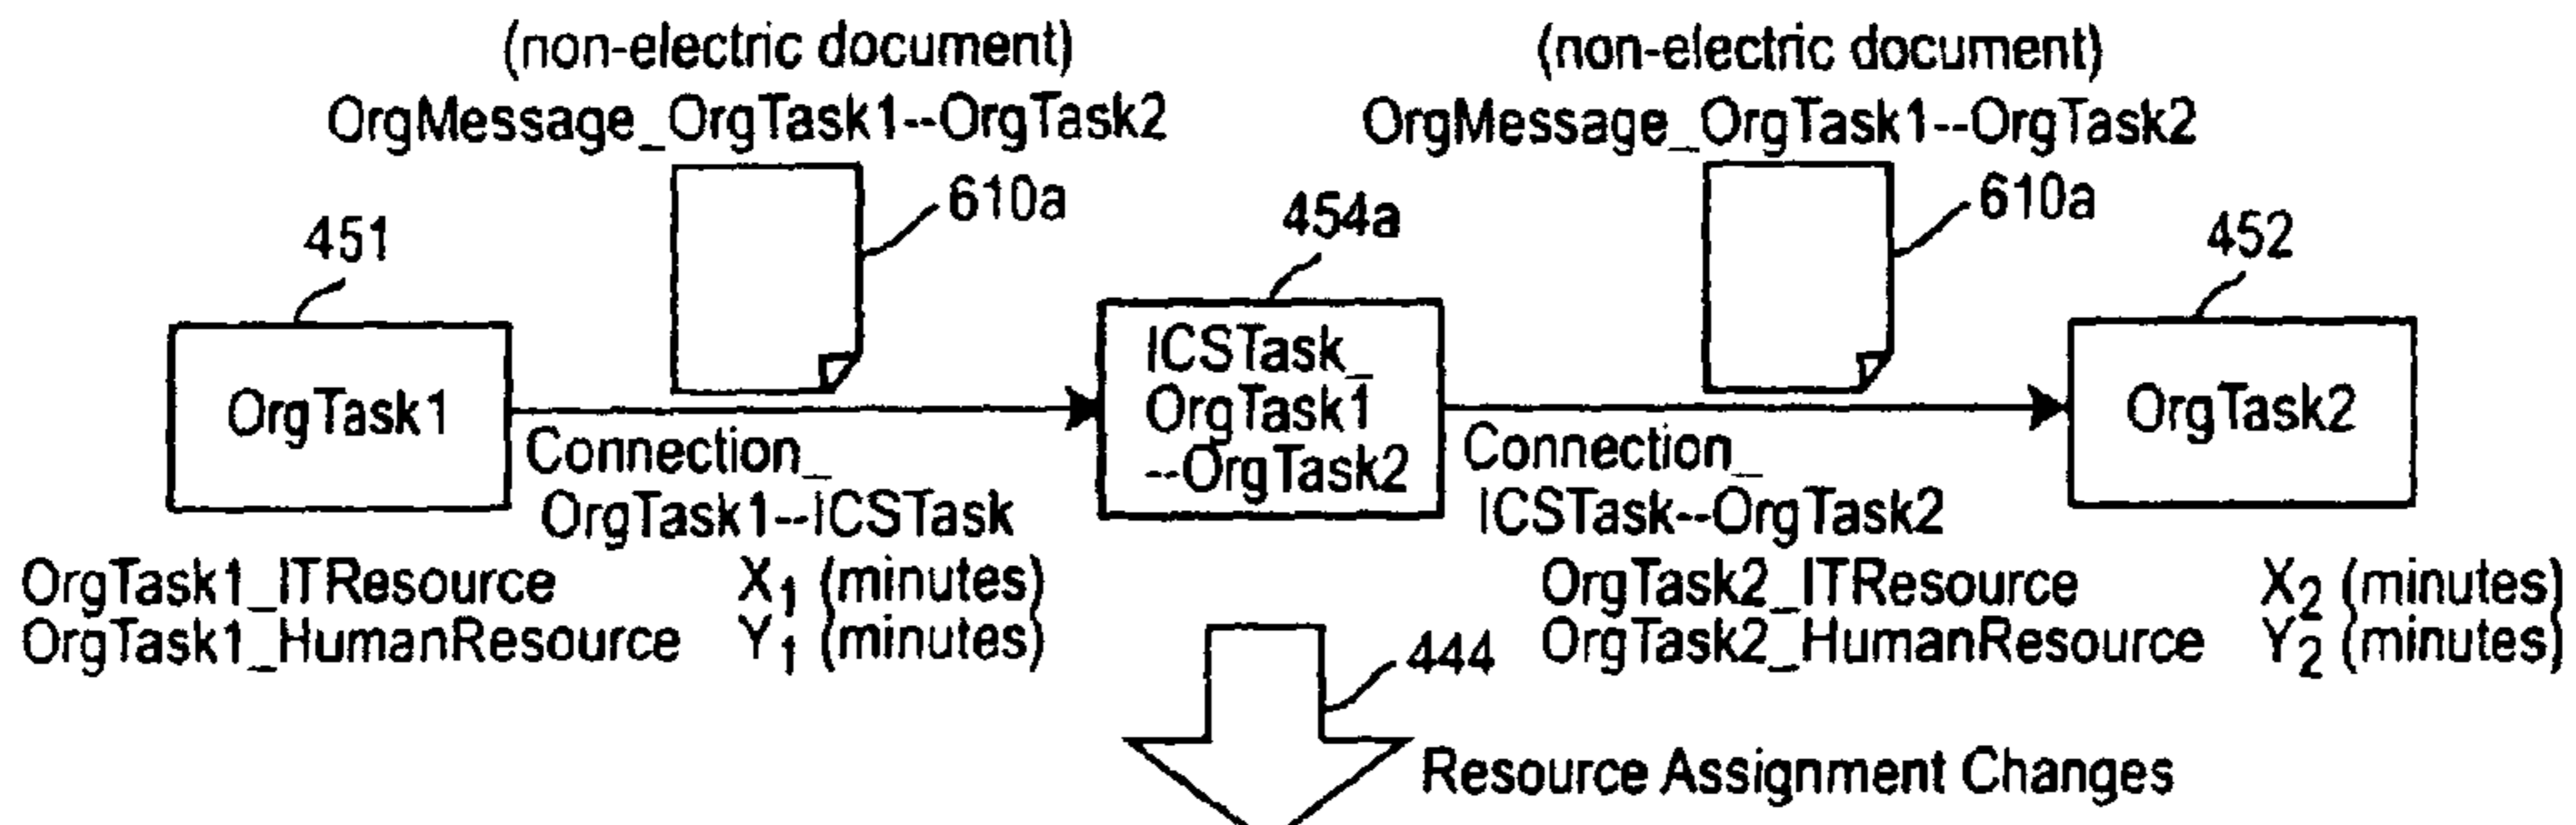 (non-electric document)
OrgMessage_OrgTask1--OrgTask2
610a
(non-electric document)
OrgMessage_OrgTask1--OrgTask2
610a
451
454a
452
OrgTask1
ICSTask_
OrgTask1
--OrgTask2
OrgTask2
Connection_
OrgTask1--ICSTask
Connection_
ICSTask--OrgTask2
OrgTask1_ITResource X1 (minutes)
OrgTask1_HumanResource Y1 (minutes)
OrgTask2_ITResource X2 (minutes)
OrgTask2_HumanResource Y2 (minutes)
444
Resource Assignment Changes